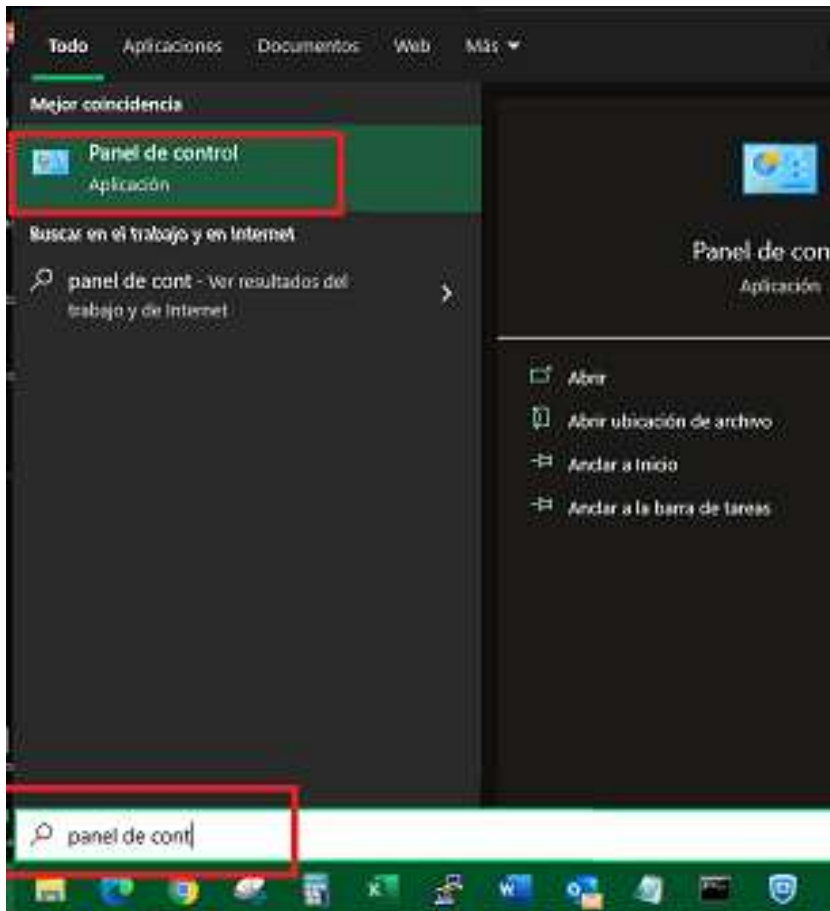 Todo Aplicaciones Documentos Web Más
Mejor coincidencia
Panel de control
Aplicación
Buscar en el trabajo y en Internet
panel de cont - Ver resultados del
trabajo y de Internet
Panel de con
Aplicación
Abrir
Abrir ubicación de archivo
Anclar a Inicio
Anclar a la barra de tareas
panel de cont